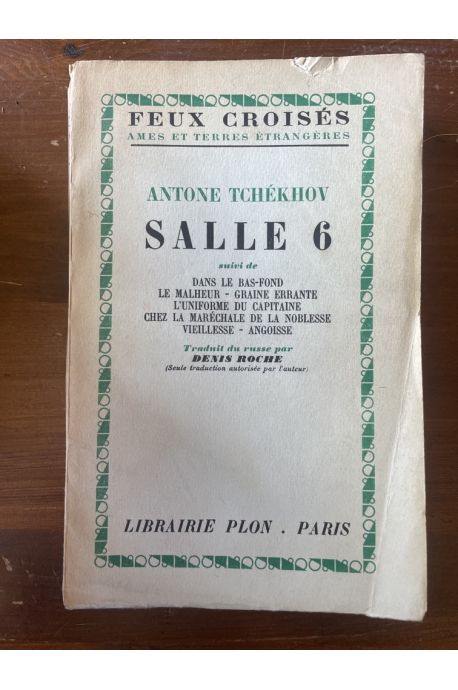 FEUX CROISÉS
AMES ET TERRES ÉTRANGÈRES
ANTONE TCHÉKHOV
SALLE 6
suivi de
DANS LE BAS-FOND
LE MALHEUR - GRAINE ERRANTE
L'UNIFORME DU CAPITAINE
CHEZ LA MARÉCHALE DE LA NOBLESSE
VIEILLESSE - ANGOISSE
Traduit du russe par
DENIS ROCHE
(Seule traduction autorisée par l'auteur)
LIBRAIRIE PLON . PARIS